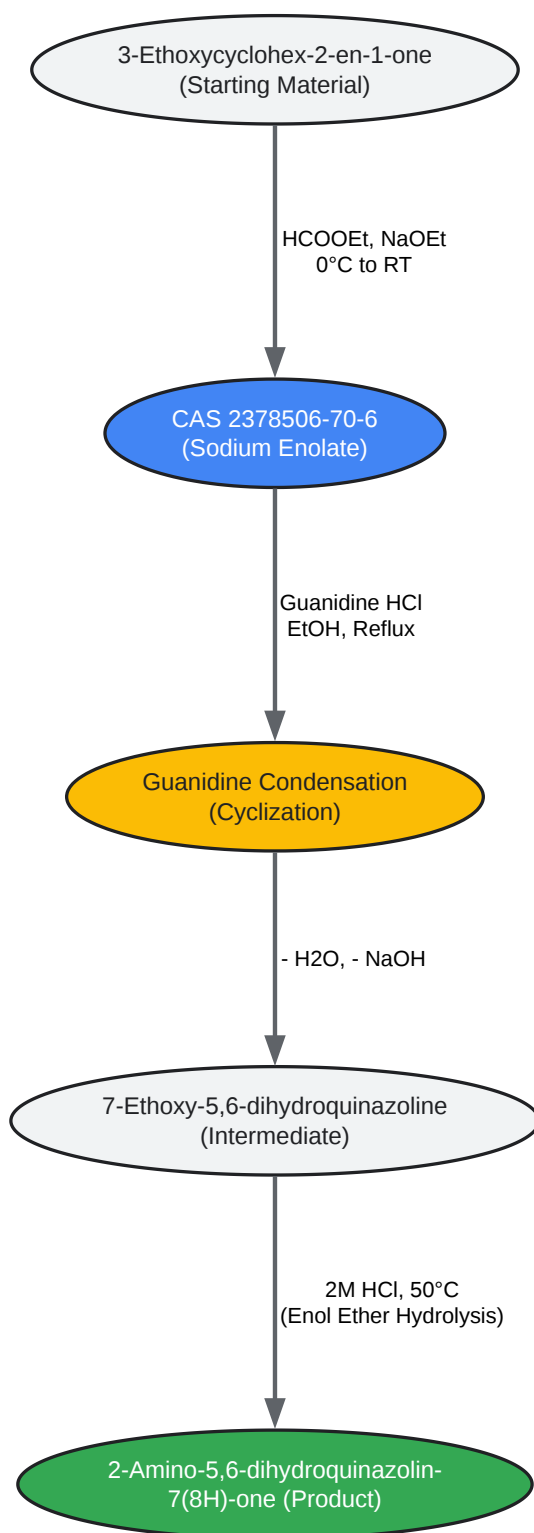 3-Ethoxycyclohex-2-en-1-one
(Starting Material)
HCOOEt, NaOEt
0°C to RT
CAS 2378506-70-6
(Sodium Enolate)
Guanidine HCl
EtOH, Reflux
Guanidine Condensation
(Cyclization)
- H2O, - NaOH
7-Ethoxy-5,6-dihydroquinazoline
(Intermediate)
2M HCl, 50°C
(Enol Ether Hydrolysis)
2-Amino-5,6-dihydroquinazolin-
7(8H)-one (Product)